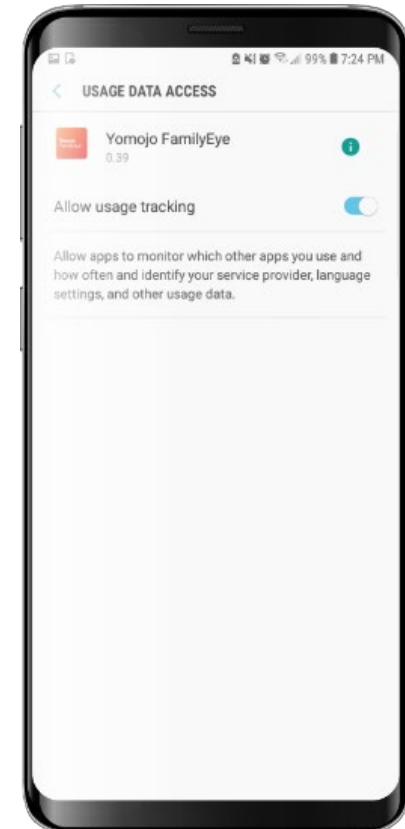 99% 7:24 PM
USAGE DATA ACCESS
Yomojo FamilyEye
0.39
Allow usage tracking
Allow apps to monitor which other apps you use and
how often and identify your service provider, language
settings, and other usage data.